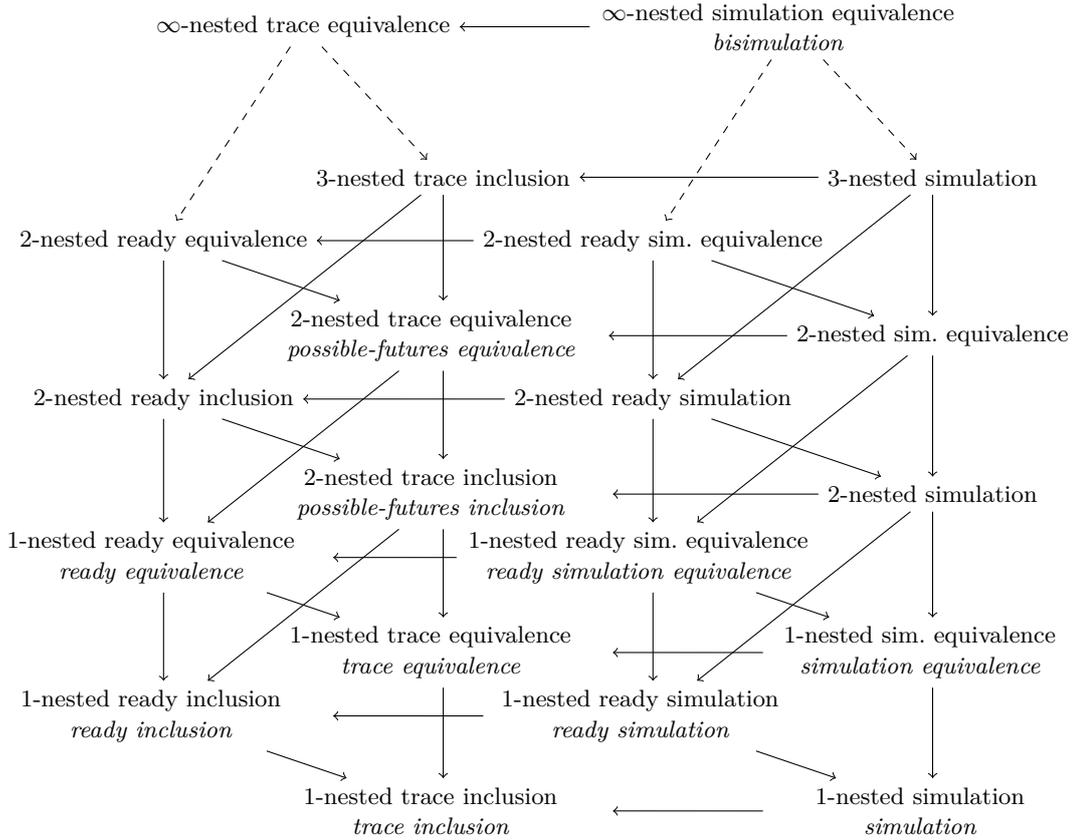 ∞-nested trace equivalence
∞-nested simulation equivalence
bisimulation
3-nested trace inclusion
3-nested simulation
2-nested ready equivalence
2-nested ready sim. equivalence
2-nested trace equivalence
possible-futures equivalence
2-nested sim. equivalence
2-nested ready inclusion
2-nested ready simulation
2-nested trace inclusion
possible-futures inclusion
2-nested simulation
1-nested ready equivalence
ready equivalence
1-nested ready sim. equivalence
ready simulation equivalence
1-nested trace equivalence
trace equivalence
1-nested sim. equivalence
simulation equivalence
1-nested ready inclusion
ready inclusion
1-nested ready simulation
ready simulation
1-nested trace inclusion
trace inclusion
1-nested simulation
simulation